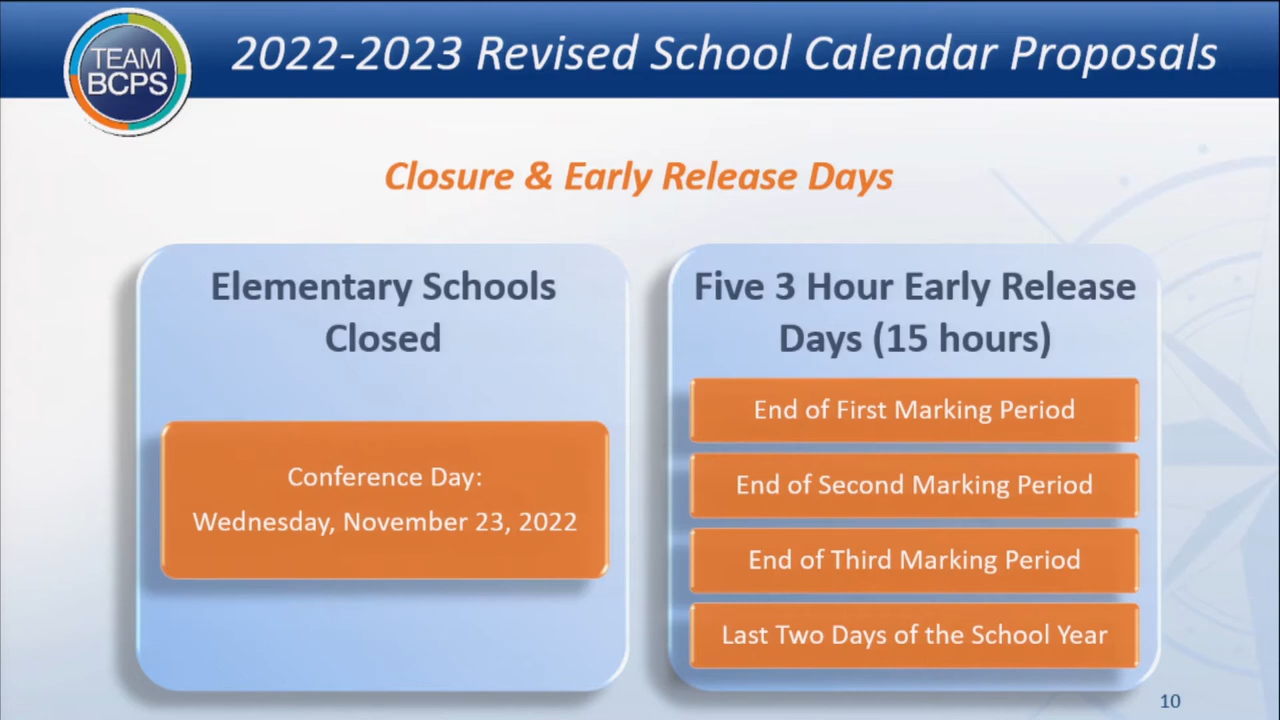 TEAM
BCPS
2022-2023 Revised School Calendar Proposals
Closure & Early Release Days
Elementary Schools
Closed
Conference Day:
Wednesday, November 23, 2022
Five 3 Hour Early Release
Days (15 hours)
End of First Marking Period
End of Second Marking Period
End of Third Marking Period
Last Two Days of the School Year
10